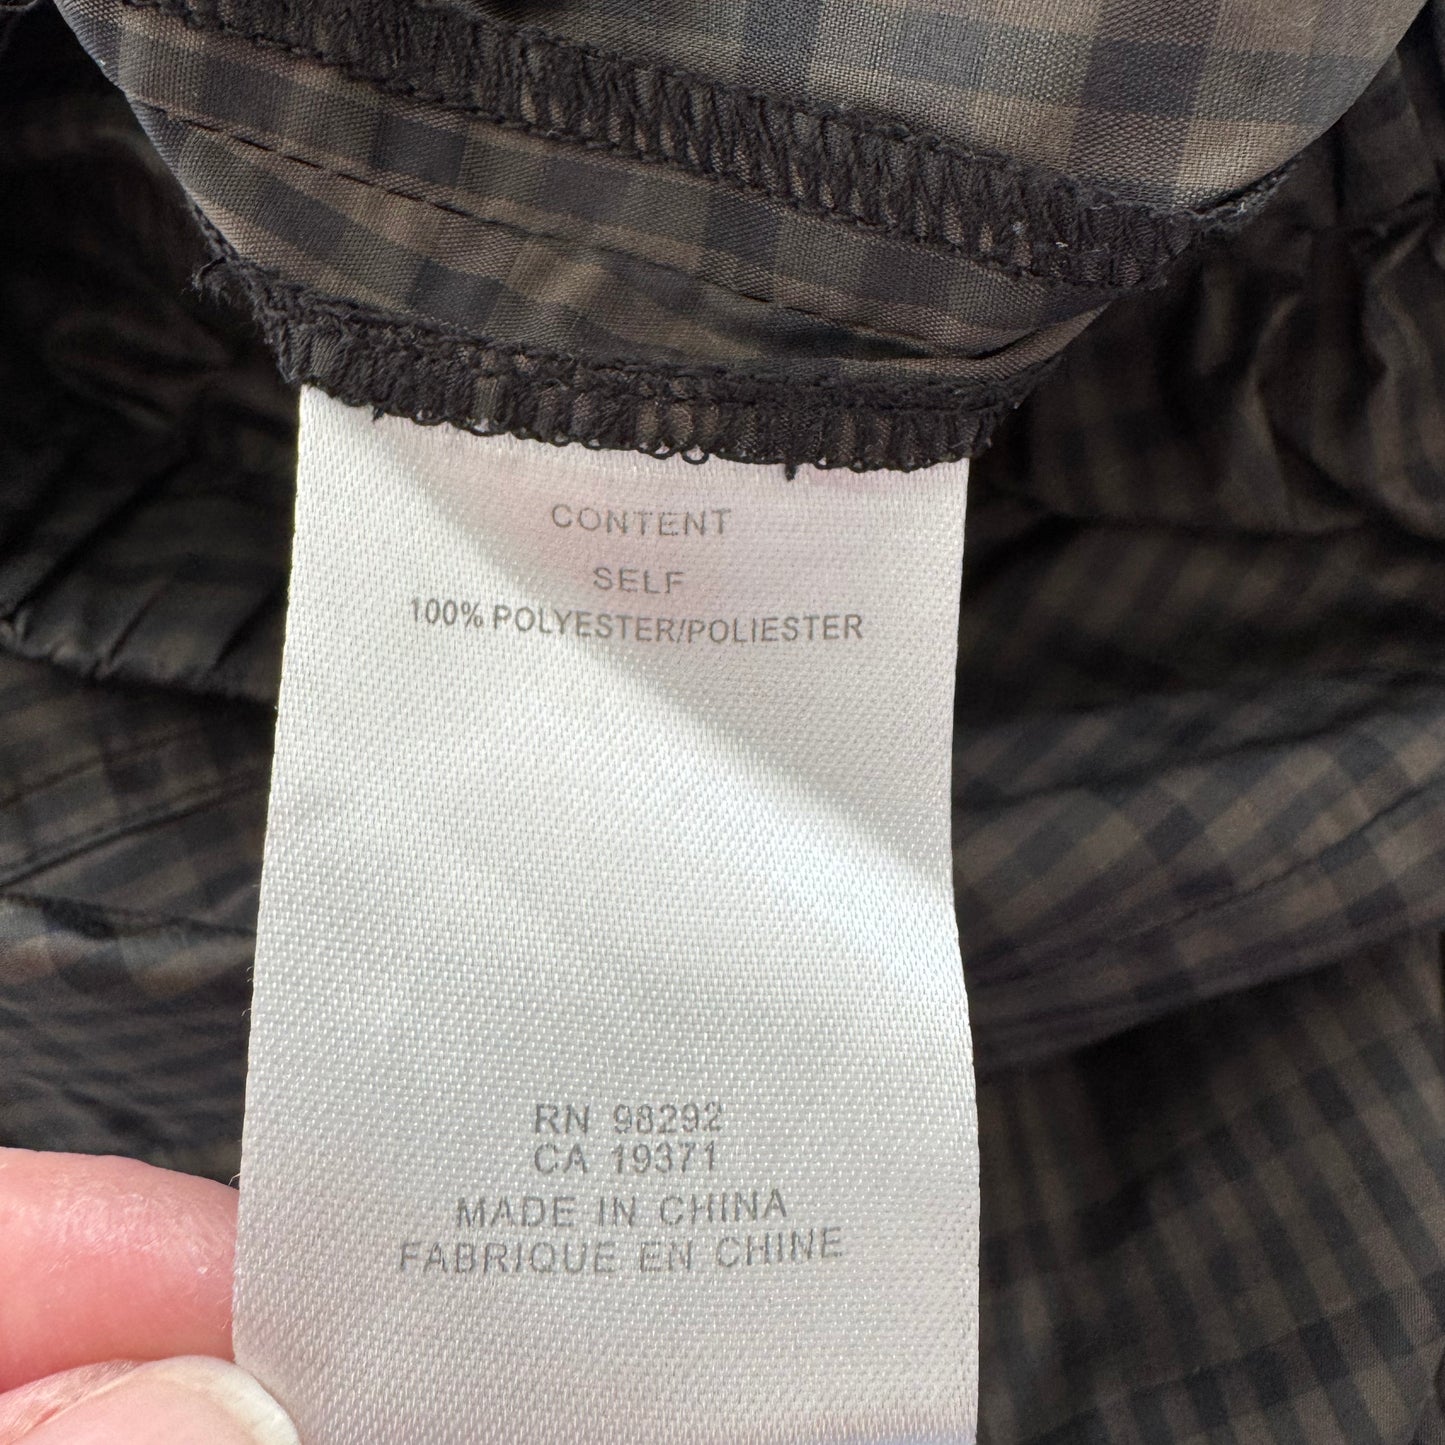 CONTENT
SELF
100% POLYESTER/POLIESTER
RN 98292
CA 19371
MADE IN CHINA
FABRIQUE EN CHINE